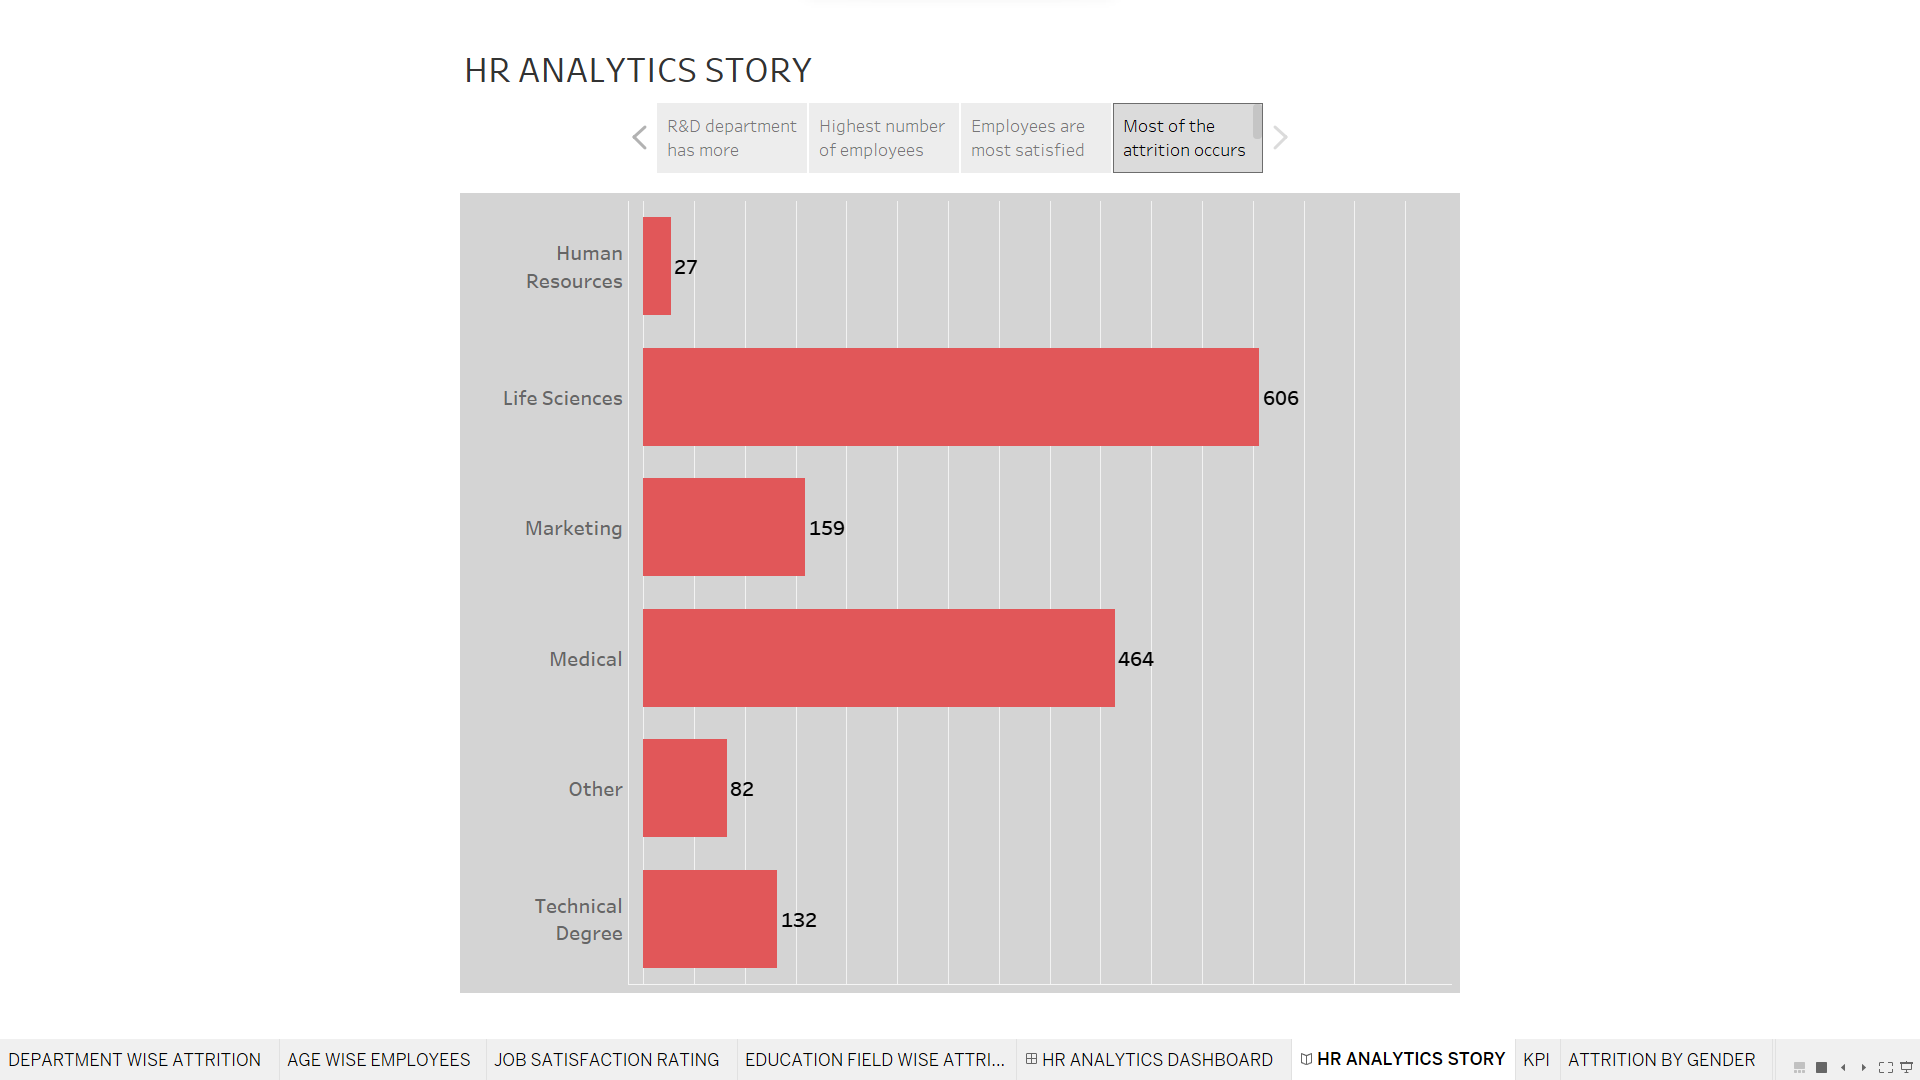 HR ANALYTICS STORY
R&D department
has more
Highest number
of employees
Employees are
most satisfied
Most of the
attrition occurs
Human
Resources
27
Life Sciences
606
Marketing
159
Medical
464
Other
82
Technical
Degree
132
DEPARTMENT WISE ATTRITION
AGE WISE EMPLOYEES
JOB SATISFACTION RATING
EDUCATION FIELD WISE ATTRI...
HR ANALYTICS DASHBOARD
HR ANALYTICS STORY
KPI
ATTRITION BY GENDER